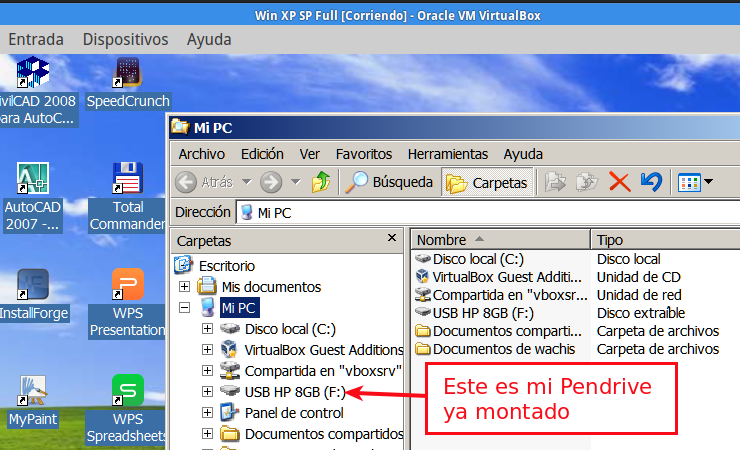 Win XP SP Full [Corriendo] - Oracle VM VirtualBox
Entrada Dispositivos Ayuda
ivilCAD 2008
para AutoC...
SpeedCrunch
AutoCAD
2007 -...
Total
Commander
InstallForge
WPS
Presentation
MyPaint
WPS
Spreadsheets
Mi PC
Archivo Edición Ver Favoritos Herramientas Ayuda
Atrás Búsqueda Carpetas
Dirección Mi PC
Carpetas
Escritorio
Mis documentos
Mi PC
Disco local (C:)
VirtualBox Guest Additions
Compartida en "vboxsrv"
USB HP 8GB (F:)
Panel de control
Documentos compartidos
Nombre Tipo
Disco local (C:) Disco local
VirtualBox Guest Additi... Unidad de CD
Compartida en "vboxsr... Unidad de red
USB HP 8GB (F:) Disco extraíble
Documentos comparti... Carpeta de archivos
Documentos de wachis Carpeta de archivos
Este es mi Pendrive
ya montado